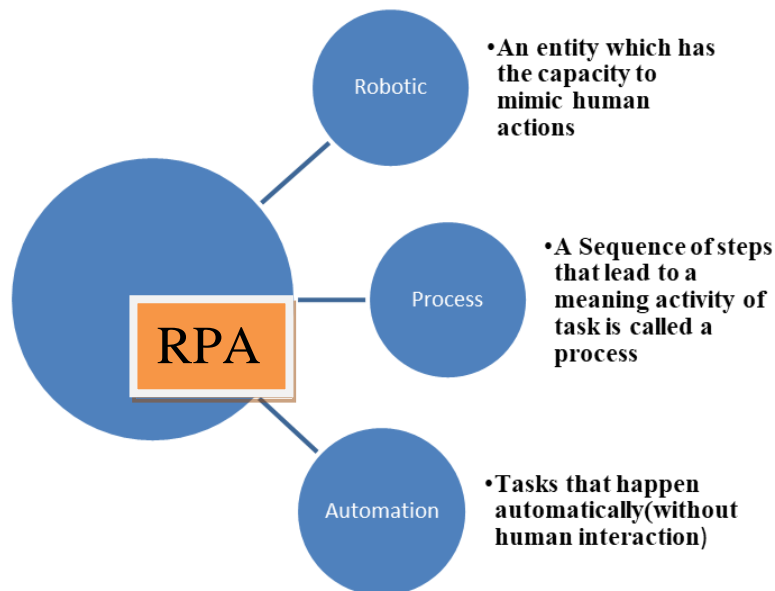 Robotic
•An entity which has
the capacity to
mimic human
actions
Process
•A Sequence of steps
that lead to a
meaning activity of
task is called a
process
RPA
Automation
•Tasks that happen
automatically(without
human interaction)